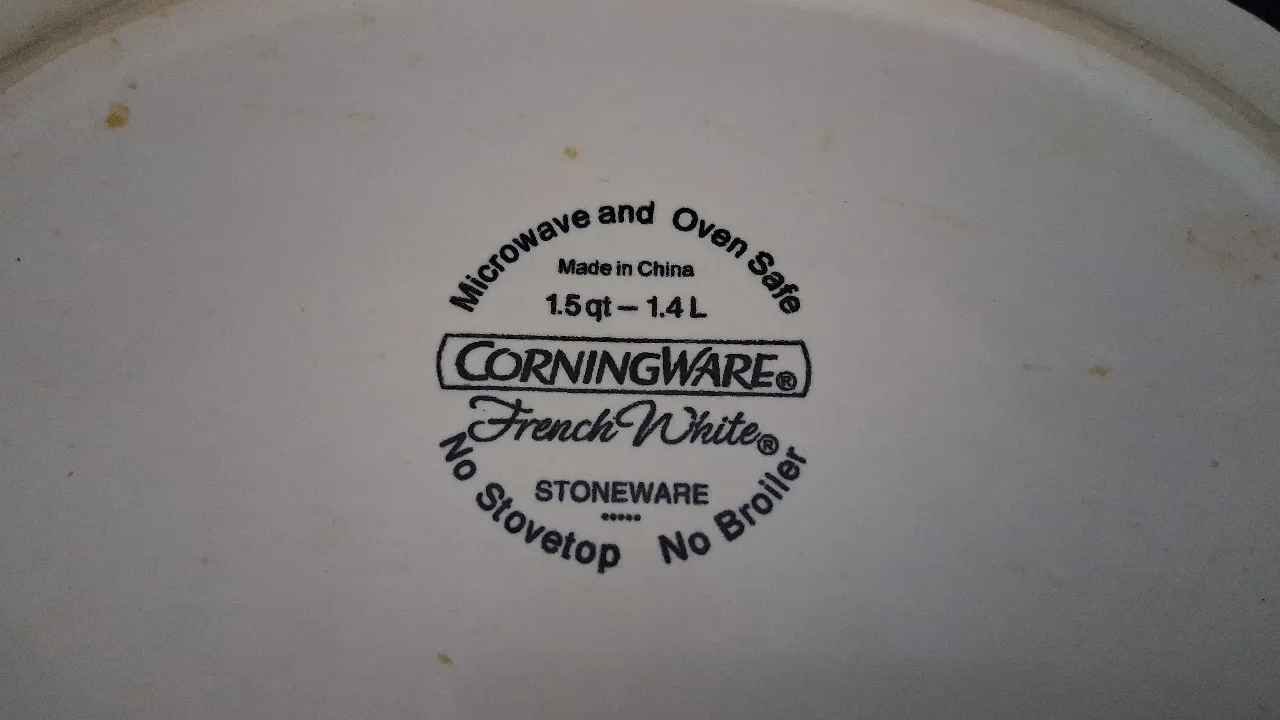 Microwave and Oven Safe
Made in China
1.5 qt – 1.4 L
CORNINGWARE®
French White®
STONEWARE
No Stovetop No Broiler